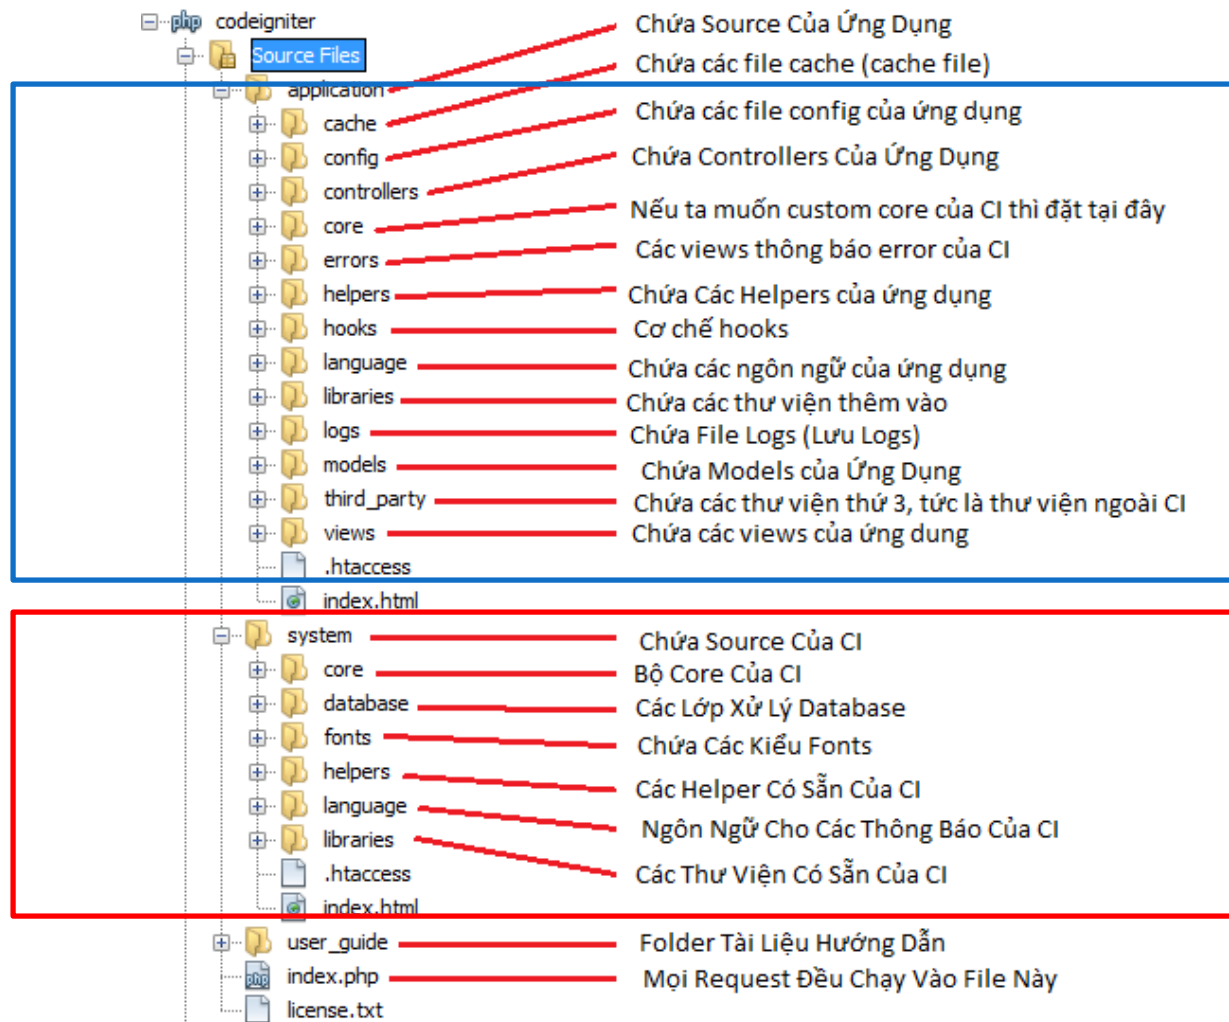 php codeigniter
Source Files
Chứa Source Của Ứng Dụng
Chứa các file cache (cache file)
application
Chứa các file config của ứng dụng
cache
Chứa Controllers Của Ứng Dụng
config
controllers
Nếu ta muốn custom core của CI thì đặt tại đây
core
Các views thông báo error của CI
errors
helpers
Chứa Các Helpers của ứng dụng
hooks
Cơ chế hooks
language
Chứa các ngôn ngữ của ứng dụng
libraries
Chứa các thư viện thêm vào
logs
Chứa File Logs (Lưu Logs)
models
Chứa Models của Ứng Dụng
third_party
Chứa các thư viện thứ 3, tức là thư viện ngoài CI
views
Chứa các views của ứng dung
.htaccess
index.html
system
Chứa Source Của CI
core
Bộ Core Của CI
database
Các Lớp Xử Lý Database
fonts
Chứa Các Kiểu Fonts
helpers
Các Helper Có Sẵn Của CI
language
Ngôn Ngữ Cho Các Thông Báo Của CI
libraries
Các Thư Viện Có Sẵn Của CI
.htaccess
index.html
user_guide
Folder Tài Liệu Hướng Dẫn
php index.php
Mọi Request Đều Chạy Vào File Này
license.txt